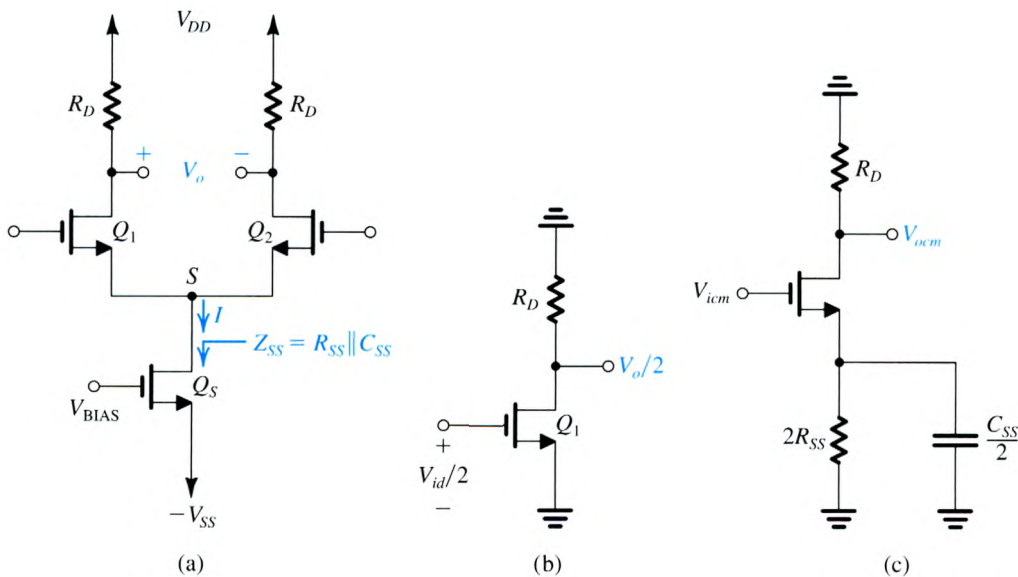 V_DD
R_D
R_D
+ V_o −
Q_1
Q_2
S
I
Z_SS = R_SS ∥ C_SS
V_BIAS
Q_S
−V_SS
(a)
R_D
V_o/2
Q_1
+
V_id/2
−
(b)
R_D
V_ocm
V_icm
2R_SS
C_SS/2
(c)